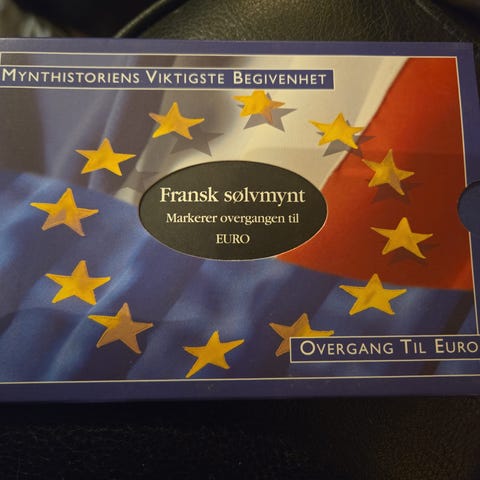 MYNTHISTORIENS VIKTIGSTE BEGIVENHET
Fransk sølvmynt
Markerer overgangen til
EURO
OVERGANG TIL EURO